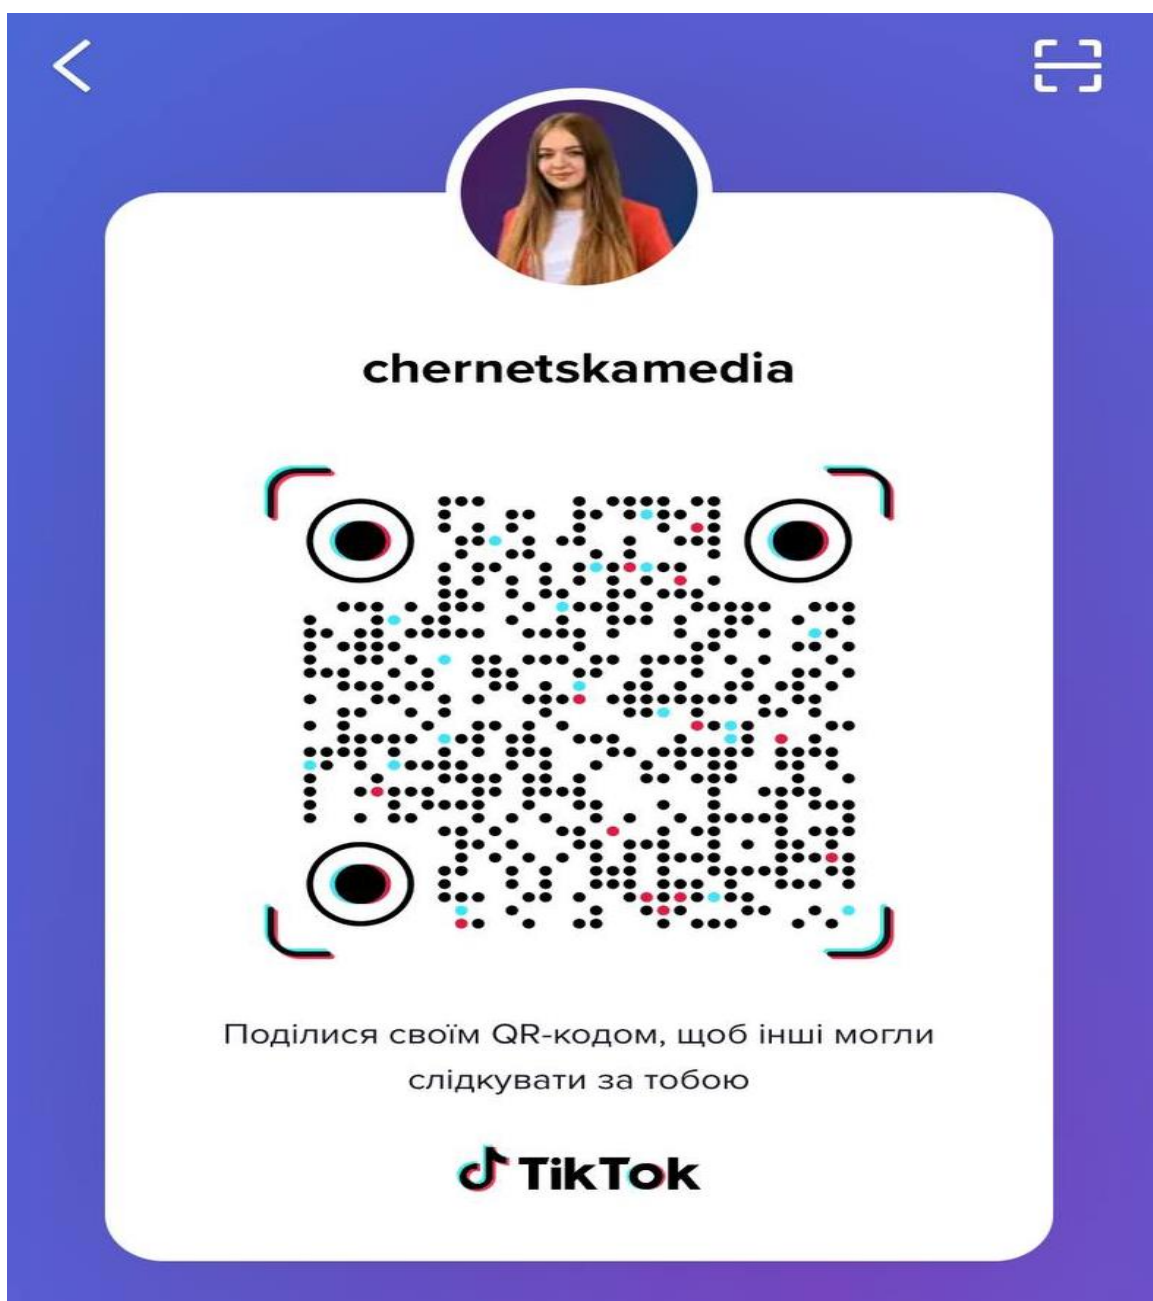 chernetskamedia
Поділися своїм QR-кодом, щоб інші могли
слідкувати за тобою
TikTok